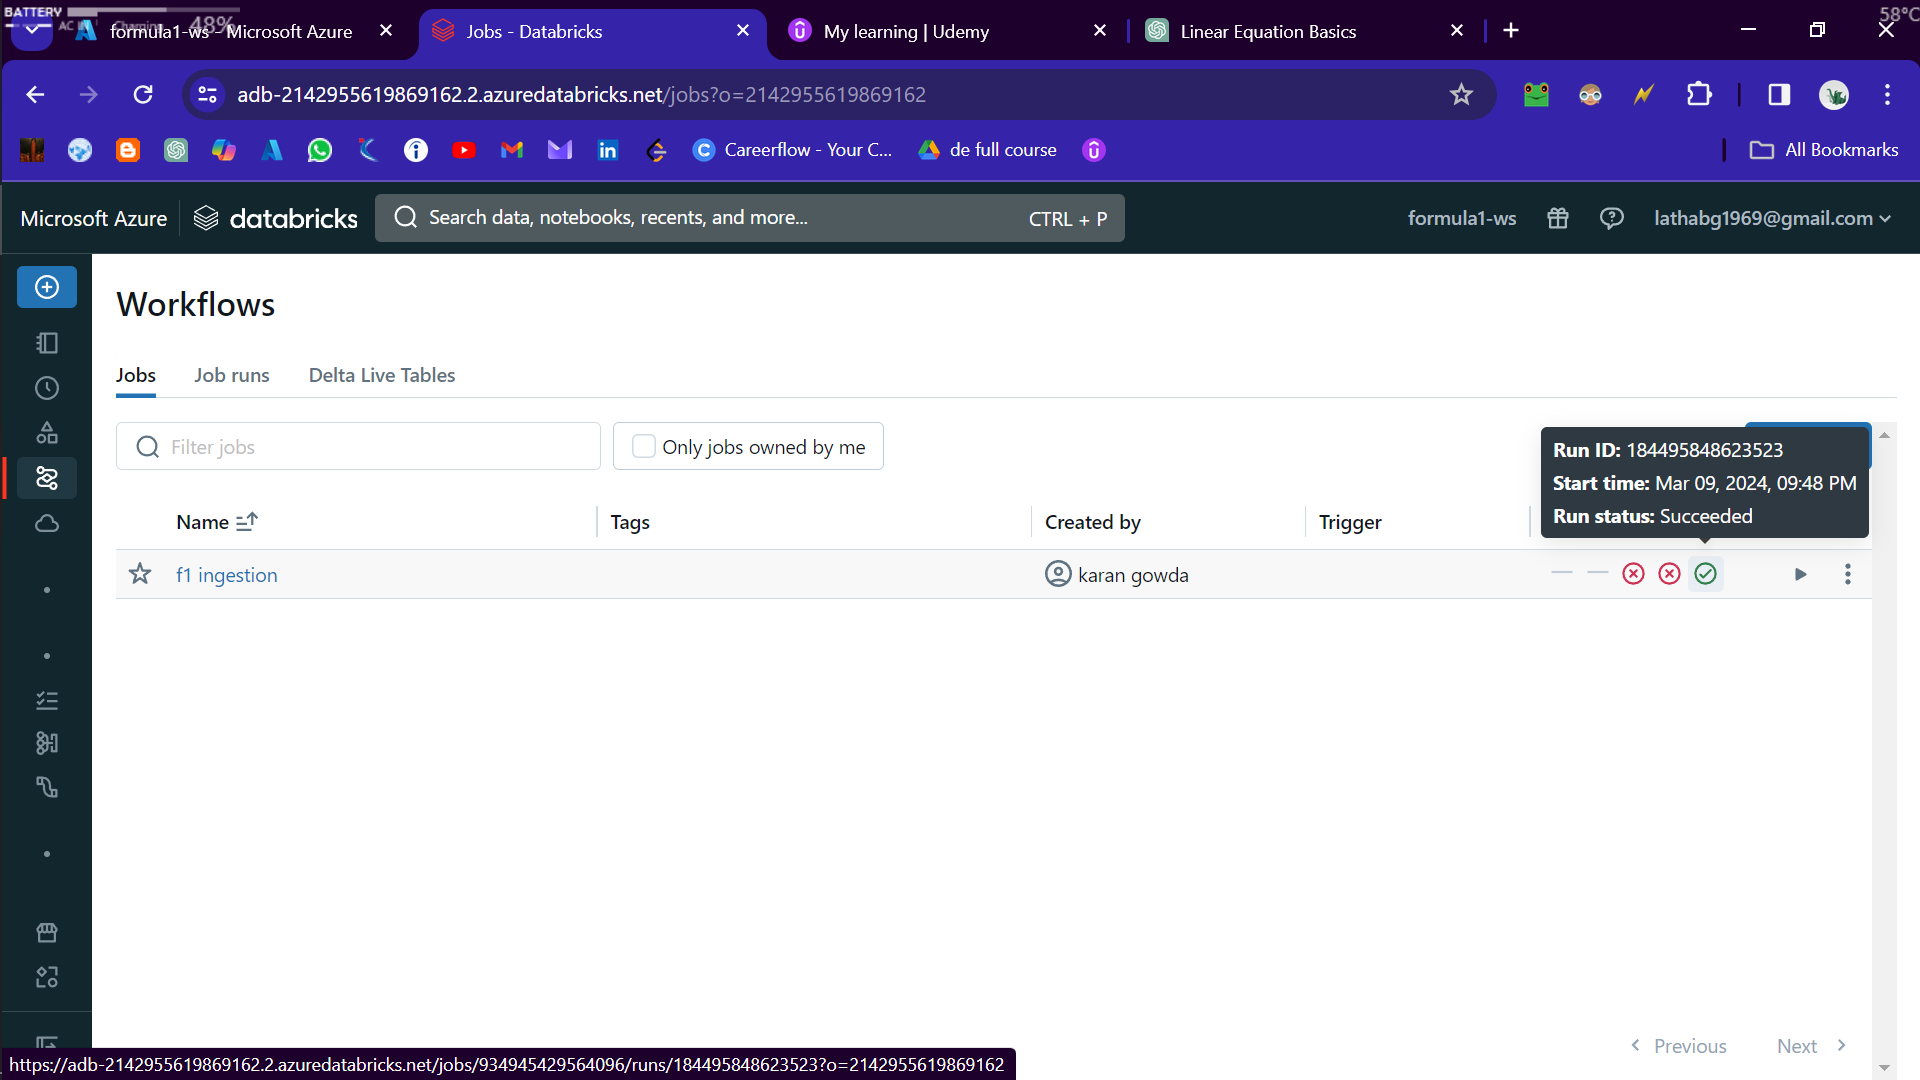 BATTERY
AC IN Charging 48%
58°C
formula1-ws - Microsoft Azure
Jobs - Databricks
My learning | Udemy
Linear Equation Basics
adb-2142955619869162.2.azuredatabricks.net/jobs?o=2142955619869162
Careerflow - Your C...
de full course
All Bookmarks
Microsoft Azure
databricks
Search data, notebooks, recents, and more...
CTRL + P
formula1-ws
lathabg1969@gmail.com
Workflows
Jobs
Job runs
Delta Live Tables
Filter jobs
Only jobs owned by me
Run ID: 184495848623523
Start time: Mar 09, 2024, 09:48 PM
Run status: Succeeded
Name
Tags
Created by
Trigger
f1 ingestion
karan gowda
Previous
Next
https://adb-2142955619869162.2.azuredatabricks.net/jobs/934945429564096/runs/184495848623523?o=2142955619869162